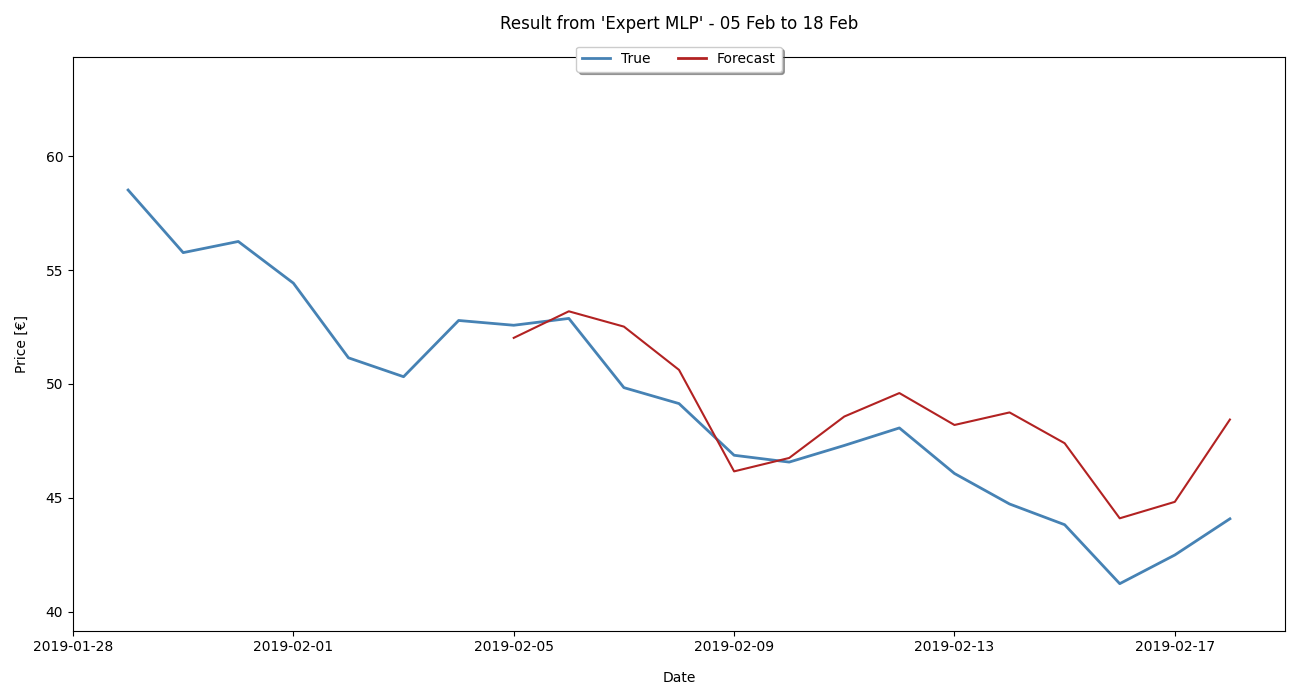 Result from 'Expert MLP' - 05 Feb to 18 Feb
True Forecast
Price [€]
60
55
50
45
40
2019-01-28 2019-02-01 2019-02-05 2019-02-09 2019-02-13 2019-02-17
Date